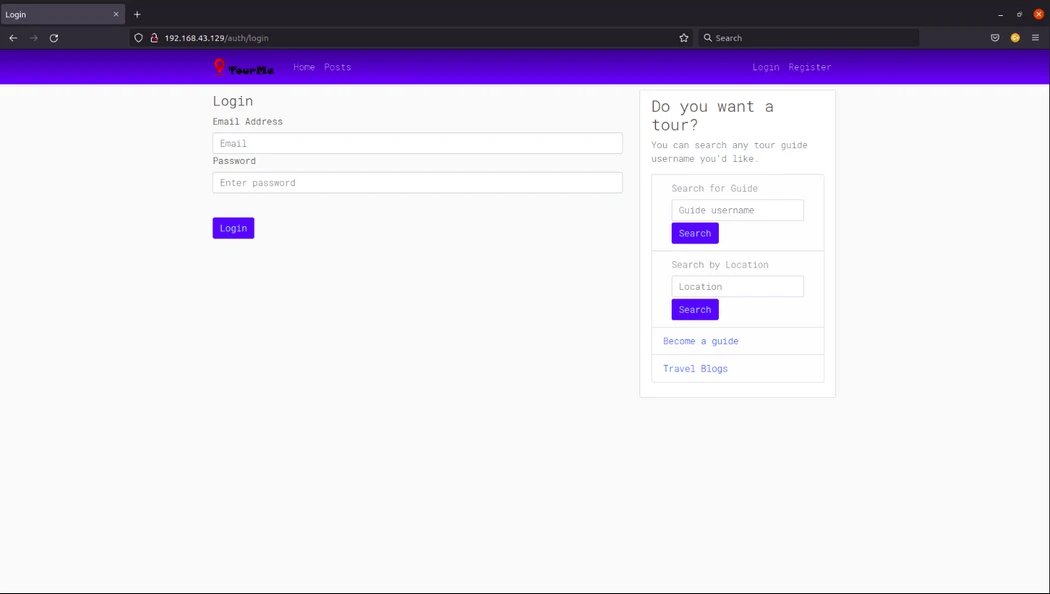 Login
192.168.43.129/auth/login
Search
TourMe
Home Posts
Login Register
Login
Email Address
Email
Password
Enter password
Login
Do you want a
tour?
You can search any tour guide
username you'd like.
Search for Guide
Guide username
Search
Search by Location
Location
Search
Become a guide
Travel Blogs